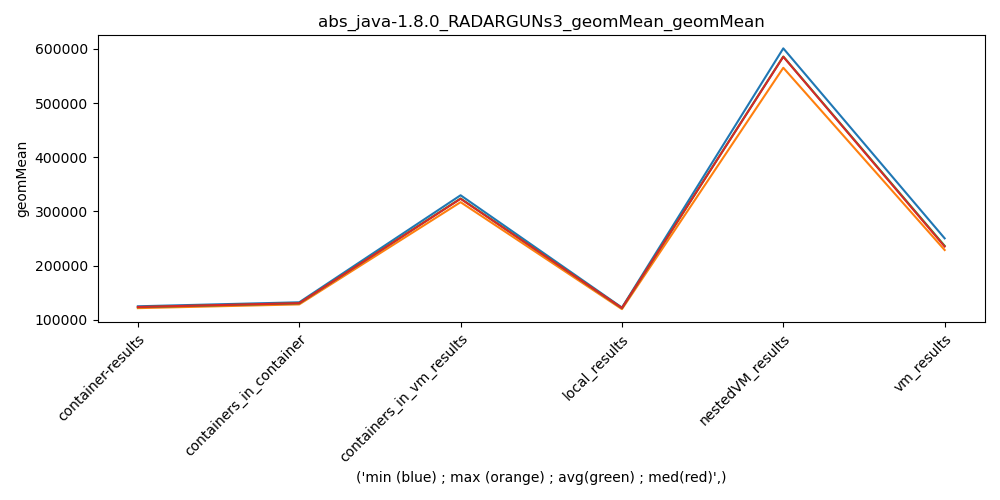 abs_java-1.8.0_RADARGUNs3_geomMean_geomMean
geomMean
600000
500000
400000
300000
200000
100000
container-results
containers_in_container
containers_in_vm_results
local_results
nestedVM_results
vm_results
('min (blue) ; max (orange) ; avg(green) ; med(red)',)